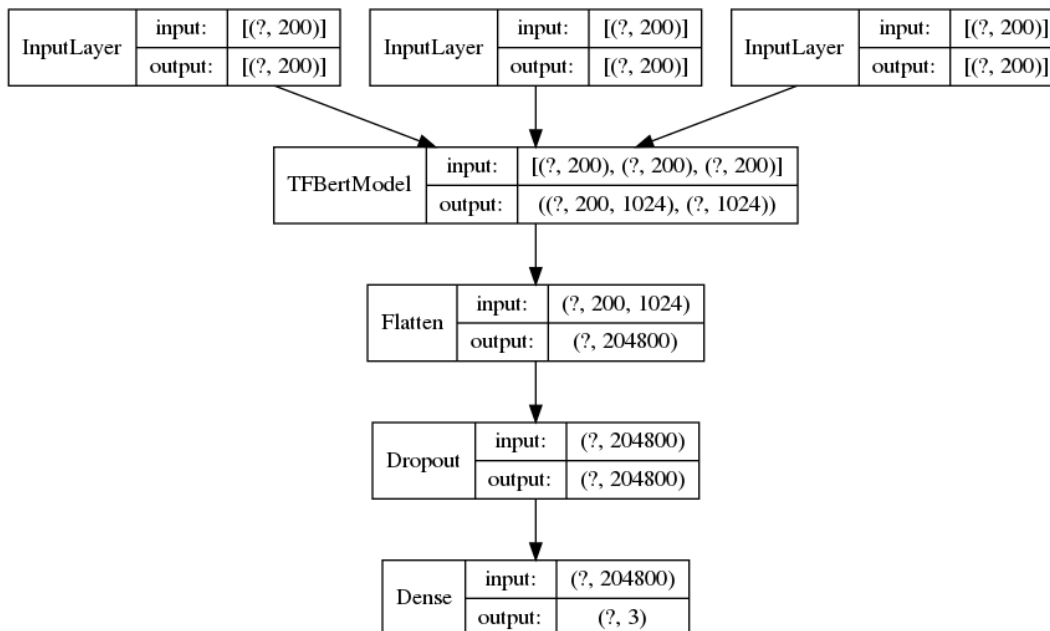 InputLayer input: [(?, 200)] output: [(?, 200)]
InputLayer input: [(?, 200)] output: [(?, 200)]
InputLayer input: [(?, 200)] output: [(?, 200)]
TFBertModel input: [(?, 200), (?, 200), (?, 200)] output: ((?, 200, 1024), (?, 1024))
Flatten input: (?, 200, 1024) output: (?, 204800)
Dropout input: (?, 204800) output: (?, 204800)
Dense input: (?, 204800) output: (?, 3)